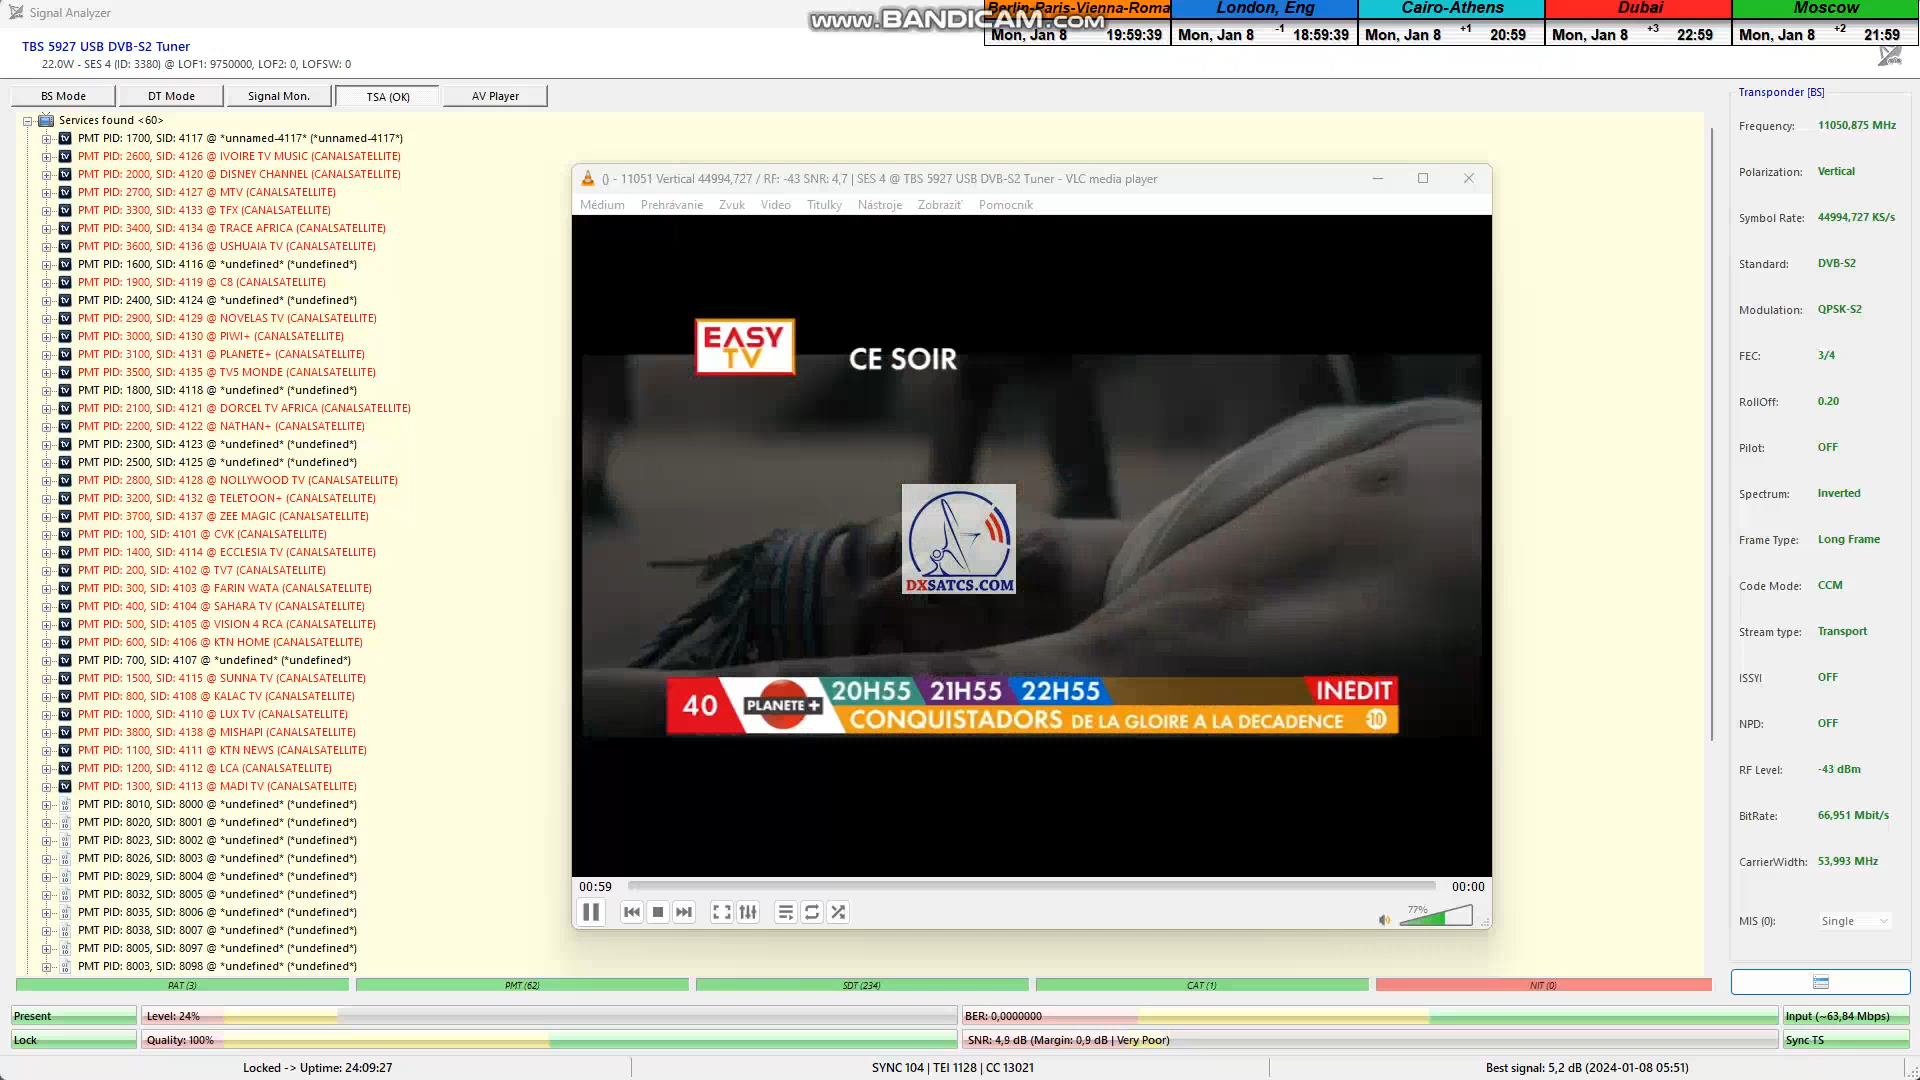 Signal Analyzer
www.BANDICAM.com
Berlin-Paris-Vienna-Roma
Mon, Jan 8 19:59:39
London, Eng
Mon, Jan 8 -1 18:59:39
Cairo-Athens
Mon, Jan 8 +1 20:59
Dubai
Mon, Jan 8 +3 22:59
Moscow
Mon, Jan 8 +2 21:59
TBS 5927 USB DVB-S2 Tuner
22.0W - SES 4 (ID: 3380) @ LOF1: 9750000, LOF2: 0, LOFSW: 0
BS Mode
DT Mode
Signal Mon.
TSA (OK)
AV Player
Services found <60>
PMT PID: 1700, SID: 4117 @ *unnamed-4117* (*unnamed-4117*)
PMT PID: 2600, SID: 4126 @ IVOIRE TV MUSIC (CANALSATELLITE)
PMT PID: 2000, SID: 4120 @ DISNEY CHANNEL (CANALSATELLITE)
PMT PID: 2700, SID: 4127 @ MTV (CANALSATELLITE)
PMT PID: 3300, SID: 4133 @ TFX (CANALSATELLITE)
PMT PID: 3400, SID: 4134 @ TRACE AFRICA (CANALSATELLITE)
PMT PID: 3600, SID: 4136 @ USHUAIA TV (CANALSATELLITE)
PMT PID: 1600, SID: 4116 @ *undefined* (*undefined*)
PMT PID: 1900, SID: 4119 @ C8 (CANALSATELLITE)
PMT PID: 2400, SID: 4124 @ *undefined* (*undefined*)
PMT PID: 2900, SID: 4129 @ NOVELAS TV (CANALSATELLITE)
PMT PID: 3000, SID: 4130 @ PIWI+ (CANALSATELLITE)
PMT PID: 3100, SID: 4131 @ PLANETE+ (CANALSATELLITE)
PMT PID: 3500, SID: 4135 @ TV5 MONDE (CANALSATELLITE)
PMT PID: 1800, SID: 4118 @ *undefined* (*undefined*)
PMT PID: 2100, SID: 4121 @ DORCEL TV AFRICA (CANALSATELLITE)
PMT PID: 2200, SID: 4122 @ NATHAN+ (CANALSATELLITE)
PMT PID: 2300, SID: 4123 @ *undefined* (*undefined*)
PMT PID: 2500, SID: 4125 @ *undefined* (*undefined*)
PMT PID: 2800, SID: 4128 @ NOLLYWOOD TV (CANALSATELLITE)
PMT PID: 3200, SID: 4132 @ TELETOON+ (CANALSATELLITE)
PMT PID: 3700, SID: 4137 @ ZEE MAGIC (CANALSATELLITE)
PMT PID: 100, SID: 4101 @ CVK (CANALSATELLITE)
PMT PID: 1400, SID: 4114 @ ECCLESIA TV (CANALSATELLITE)
PMT PID: 200, SID: 4102 @ TV7 (CANALSATELLITE)
PMT PID: 300, SID: 4103 @ FARIN WATA (CANALSATELLITE)
PMT PID: 400, SID: 4104 @ SAHARA TV (CANALSATELLITE)
PMT PID: 500, SID: 4105 @ VISION 4 RCA (CANALSATELLITE)
PMT PID: 600, SID: 4106 @ KTN HOME (CANALSATELLITE)
PMT PID: 700, SID: 4107 @ *undefined* (*undefined*)
PMT PID: 1500, SID: 4115 @ SUNNA TV (CANALSATELLITE)
PMT PID: 800, SID: 4108 @ KALAC TV (CANALSATELLITE)
PMT PID: 1000, SID: 4110 @ LUX TV (CANALSATELLITE)
PMT PID: 3800, SID: 4138 @ MISHAPI (CANALSATELLITE)
PMT PID: 1100, SID: 4111 @ KTN NEWS (CANALSATELLITE)
PMT PID: 1200, SID: 4112 @ LCA (CANALSATELLITE)
PMT PID: 1300, SID: 4113 @ MADI TV (CANALSATELLITE)
PMT PID: 8010, SID: 8000 @ *undefined* (*undefined*)
PMT PID: 8020, SID: 8001 @ *undefined* (*undefined*)
PMT PID: 8023, SID: 8002 @ *undefined* (*undefined*)
PMT PID: 8026, SID: 8003 @ *undefined* (*undefined*)
PMT PID: 8029, SID: 8004 @ *undefined* (*undefined*)
PMT PID: 8032, SID: 8005 @ *undefined* (*undefined*)
PMT PID: 8035, SID: 8006 @ *undefined* (*undefined*)
PMT PID: 8038, SID: 8007 @ *undefined* (*undefined*)
PMT PID: 8005, SID: 8097 @ *undefined* (*undefined*)
PMT PID: 8003, SID: 8098 @ *undefined* (*undefined*)
() - 11051 Vertical 44994,727 / RF: -43 SNR: 4,7 | SES 4 @ TBS 5927 USB DVB-S2 Tuner - VLC media player
Médium Prehrávanie Zvuk Video Titulky Nástroje Zobraziť Pomocník
EASY
TV
CE SOIR
DXSATCS.COM
40 PLANETE + 20H55 21H55 22H55 INEDIT
CONQUISTADORS DE LA GLOIRE A LA DECADENCE -10
00:59
00:00
77%
Transponder [BS]
Frequency: 11050,875 MHz
Polarization: Vertical
Symbol Rate: 44994,727 KS/s
Standard: DVB-S2
Modulation: QPSK-S2
FEC: 3/4
RollOff: 0.20
Pilot: OFF
Spectrum: Inverted
Frame Type: Long Frame
Code Mode: CCM
Stream type: Transport
ISSYI OFF
NPD: OFF
RF Level: -43 dBm
BitRate: 66,951 Mbit/s
CarrierWidth: 53,993 MHz
MIS (0): Single
PAT (3)
PMT (62)
SDT (234)
CAT (1)
NIT (0)
Present
Level: 24%
BER: 0,0000000
Input (~63,84 Mbps)
Lock
Quality: 100%
SNR: 4,9 dB (Margin: 0,9 dB | Very Poor)
Sync TS
Locked -> Uptime: 24:09:27
SYNC 104 | TEI 1128 | CC 13021
Best signal: 5,2 dB (2024-01-08 05:51)